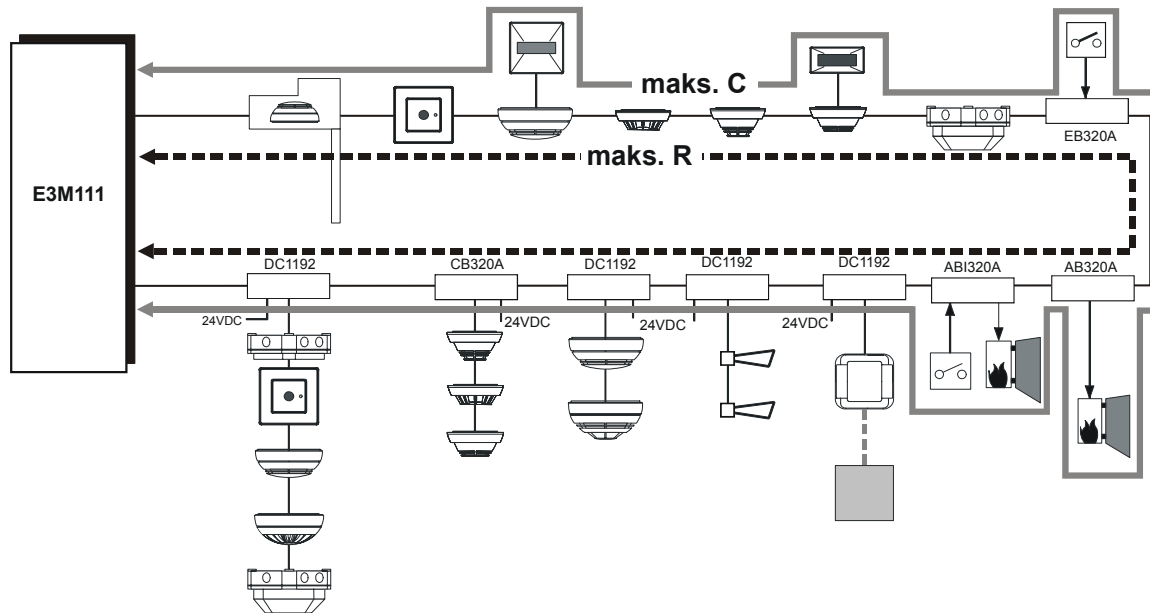 maks. C
EB320A
maks. R
E3M111
DC1192
CB320A
DC1192
DC1192
DC1192
ABI320A
AB320A
24VDC
24VDC
24VDC
24VDC